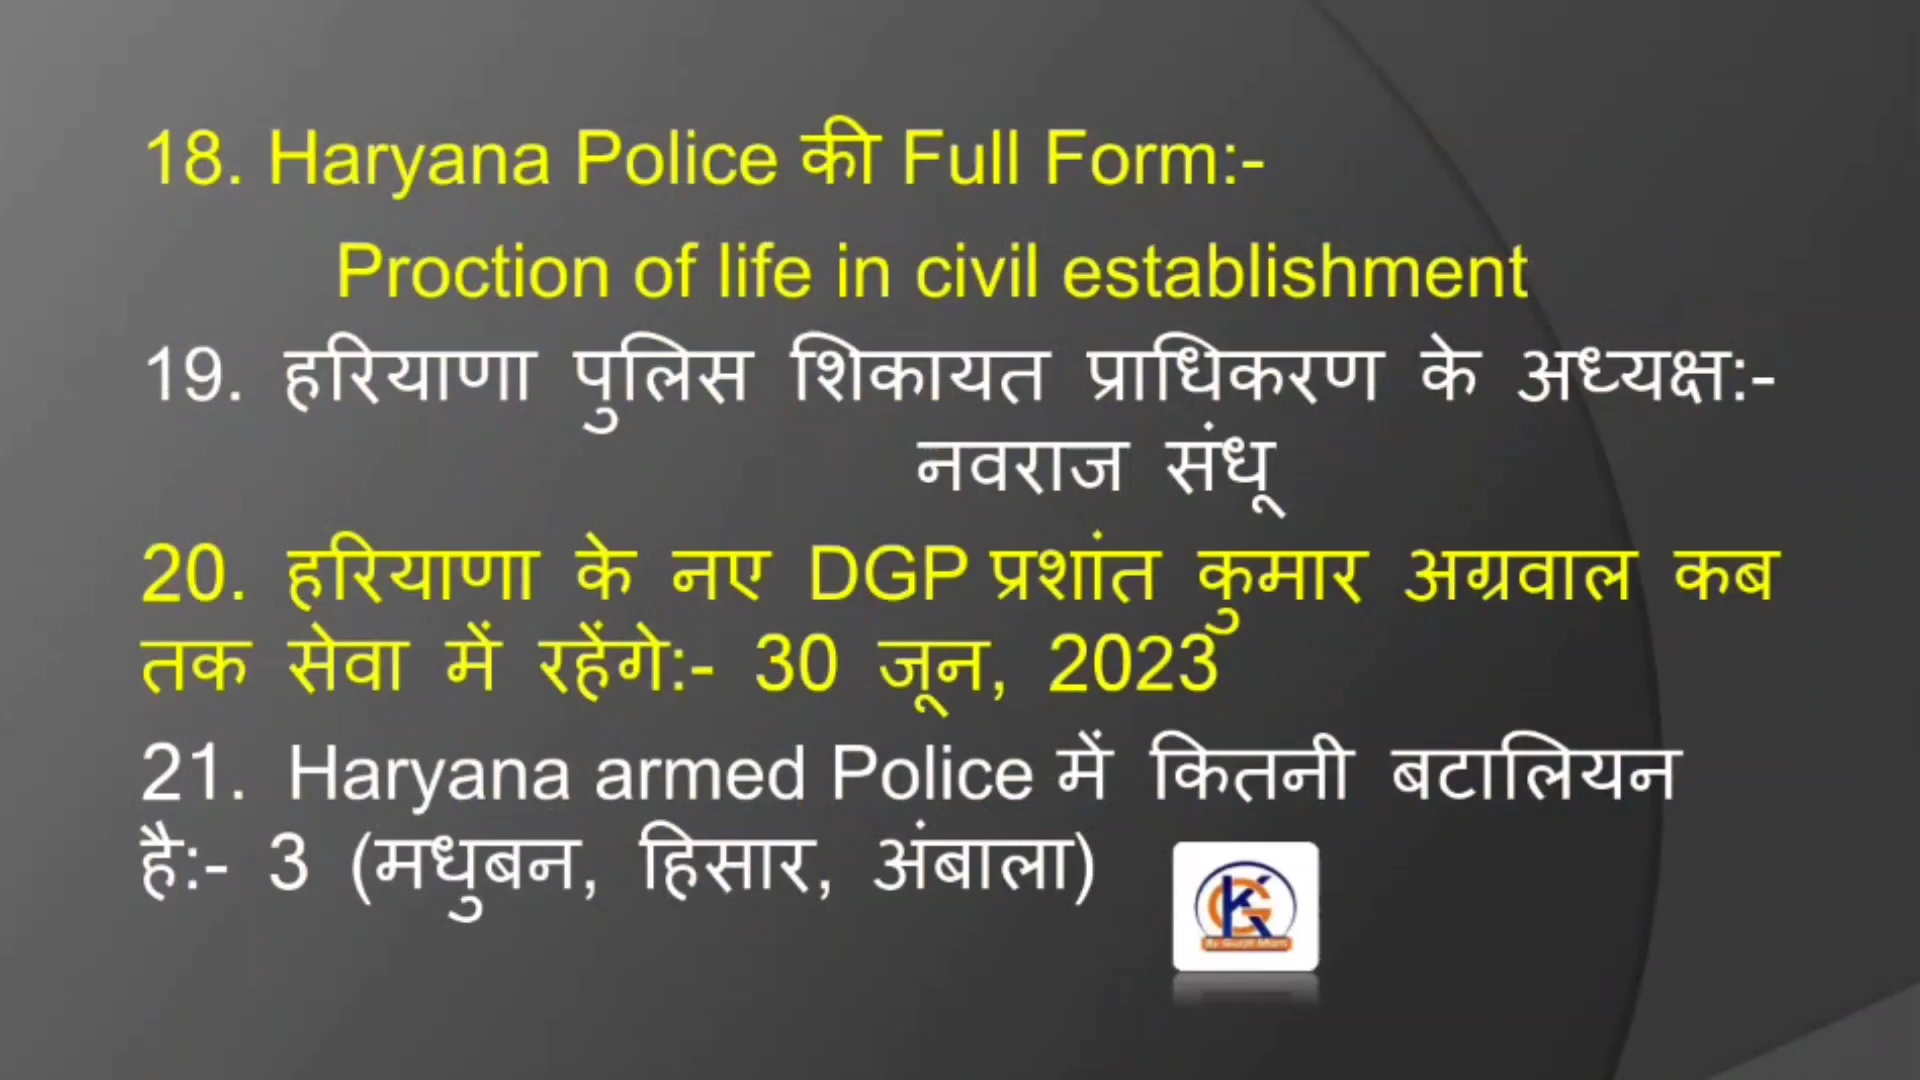 18. Haryana Police की Full Form:-
Proction of life in civil establishment
19. हरियाणा पुलिस शिकायत प्राधिकरण के अध्यक्ष:-
नवराज संधू
20. हरियाणा के नए DGP प्रशांत कुमार अग्रवाल कब
तक सेवा में रहेंगे:- 30 जून, 2023
21. Haryana armed Police में कितनी बटालियन
है:- 3 (मधुबन, हिसार, अंबाला)